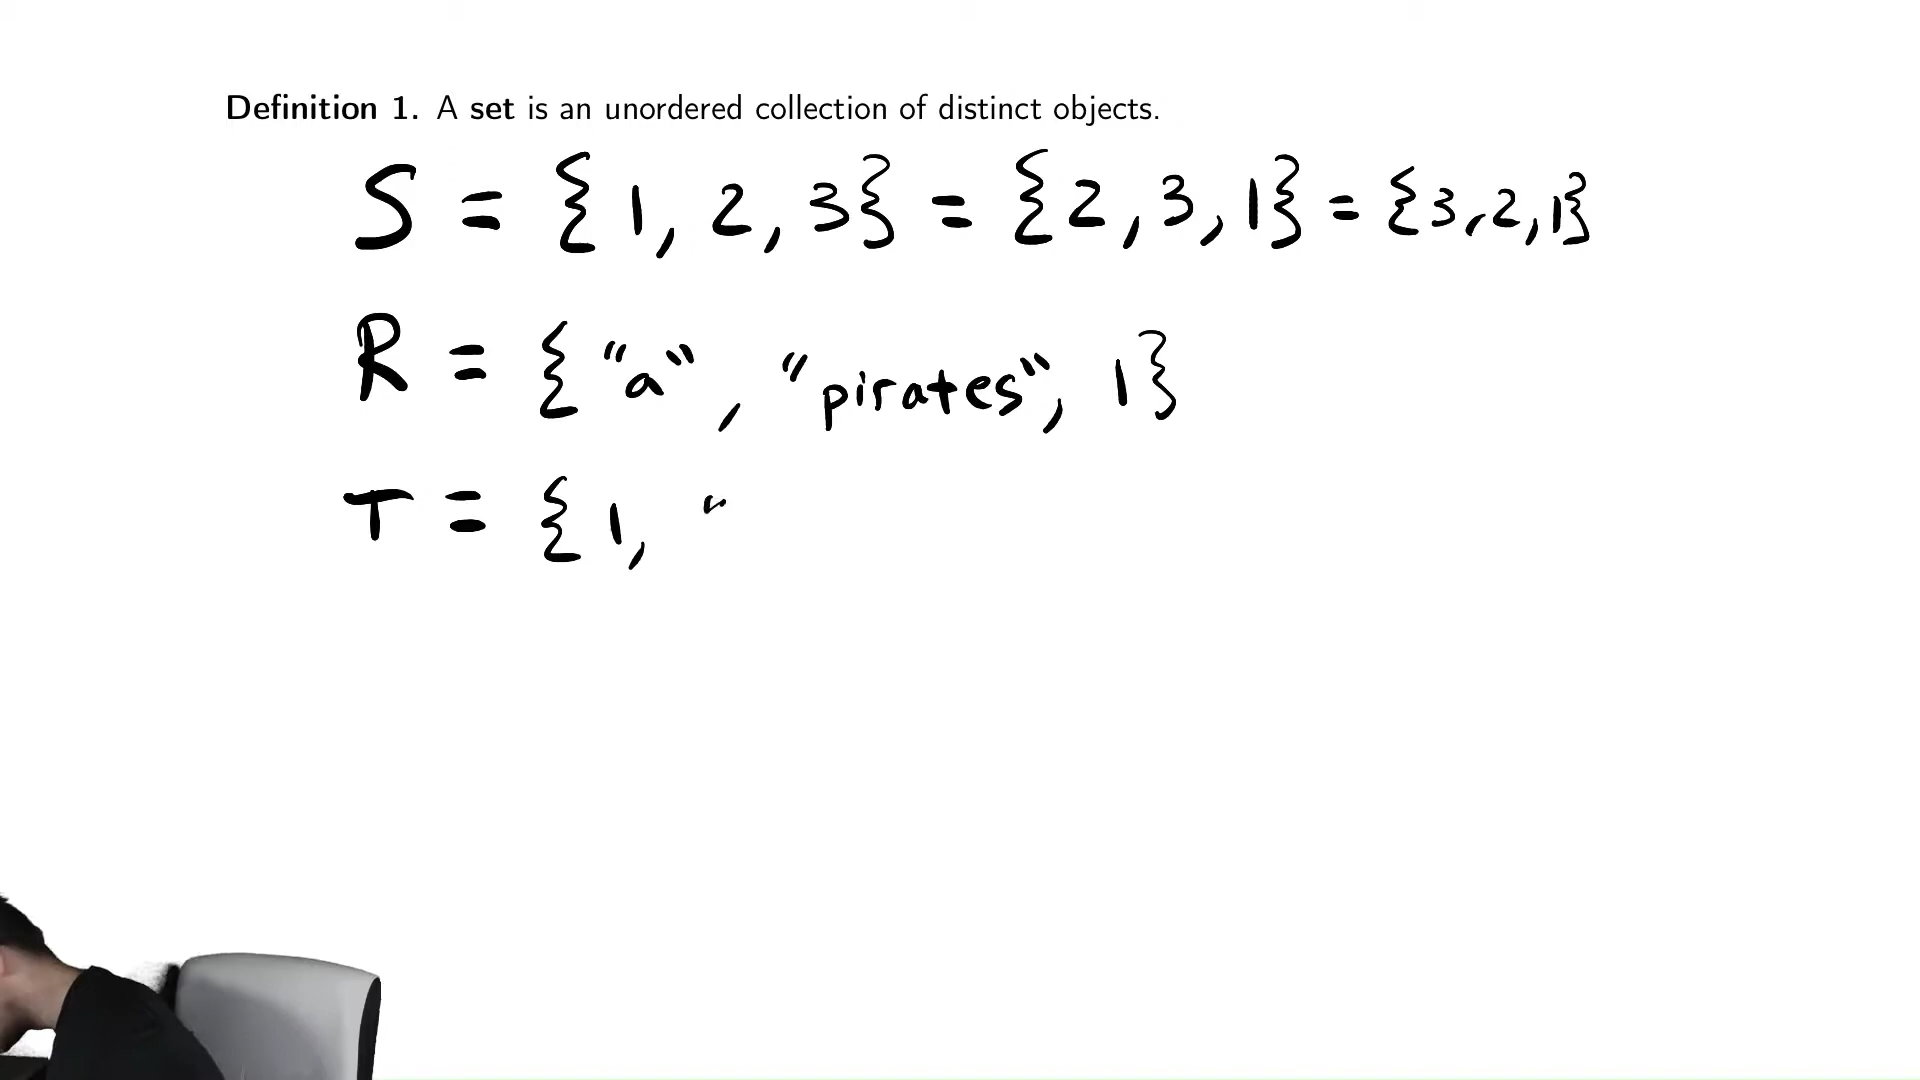 Definition 1. A set is an unordered collection of distinct objects.
S = {1, 2, 3} = {2, 3, 1} = {3, 2, 1}
R = {"a", "pirates", 1}
T = {1, "